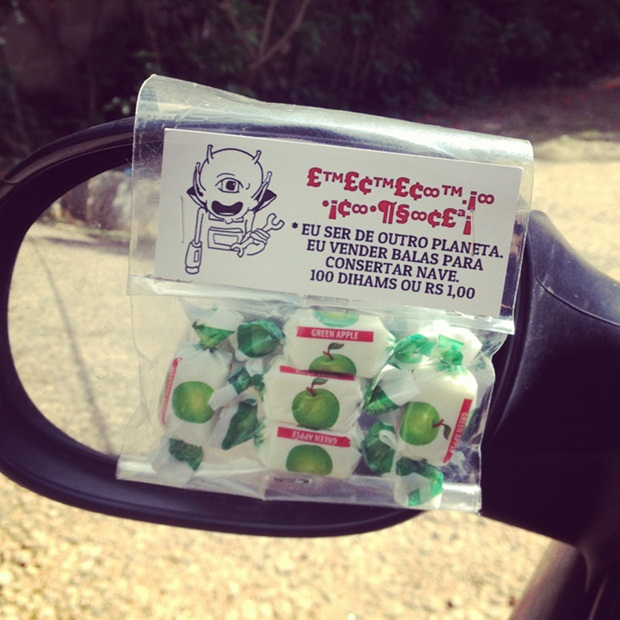 £™£¢™£¢∞™¡∞
•¡¢∞•¶§∞¢£ª¡
* EU SER DE OUTRO PLANETA.
EU VENDER BALAS PARA
CONSERTAR NAVE.
100 DIHAMS OU RS 1,00
GREEN APPLE
GREEN APPLE
GREEN APPLE